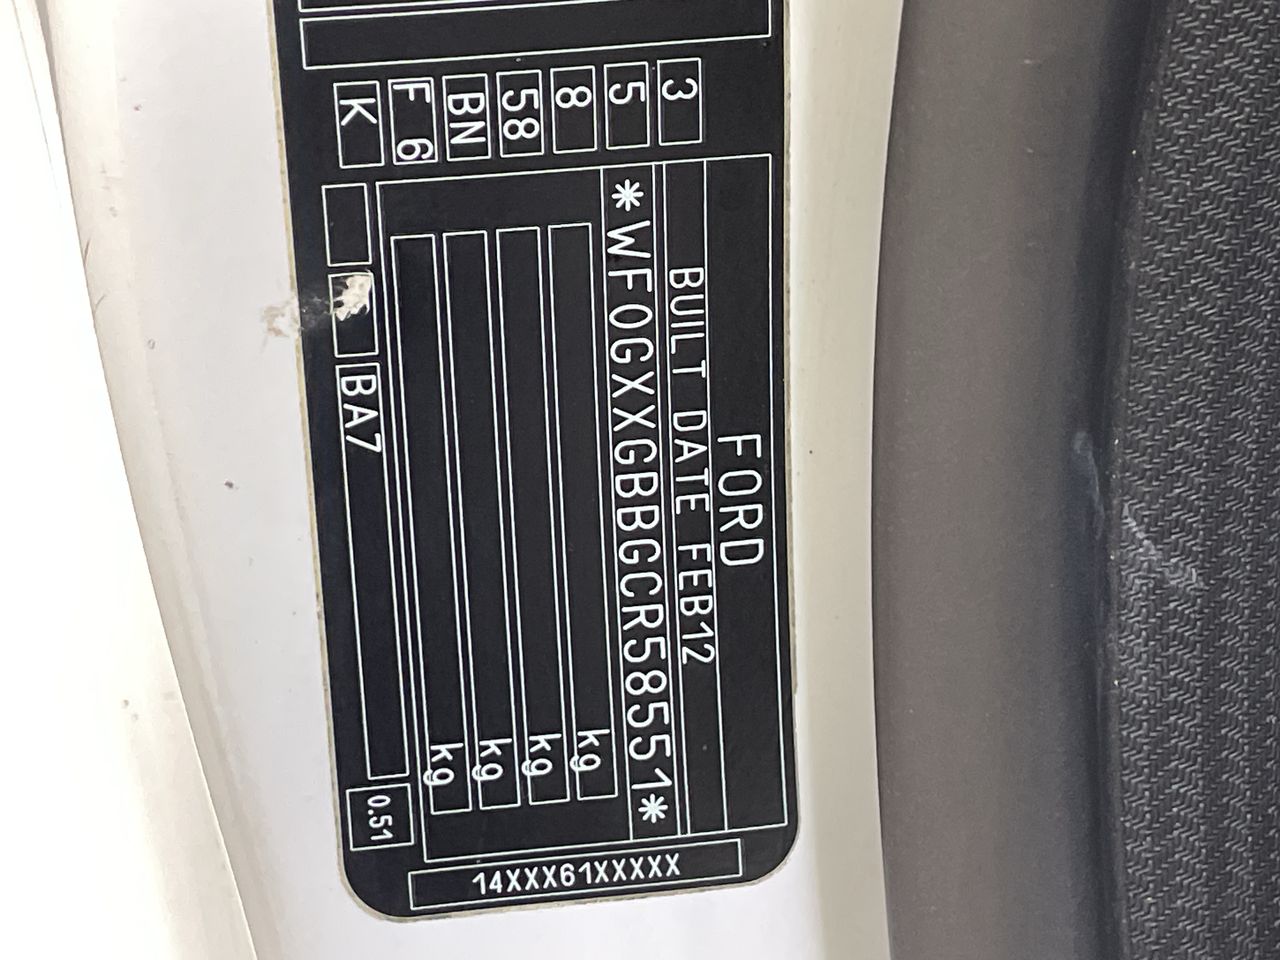 FORD
BUILT DATE FEB12
*WF0GXXGBBGCR58551*
kg
kg
kg
kg
3
5
8
58
BN
F 6
K
BA7
0.51
14XXX61XXXXX